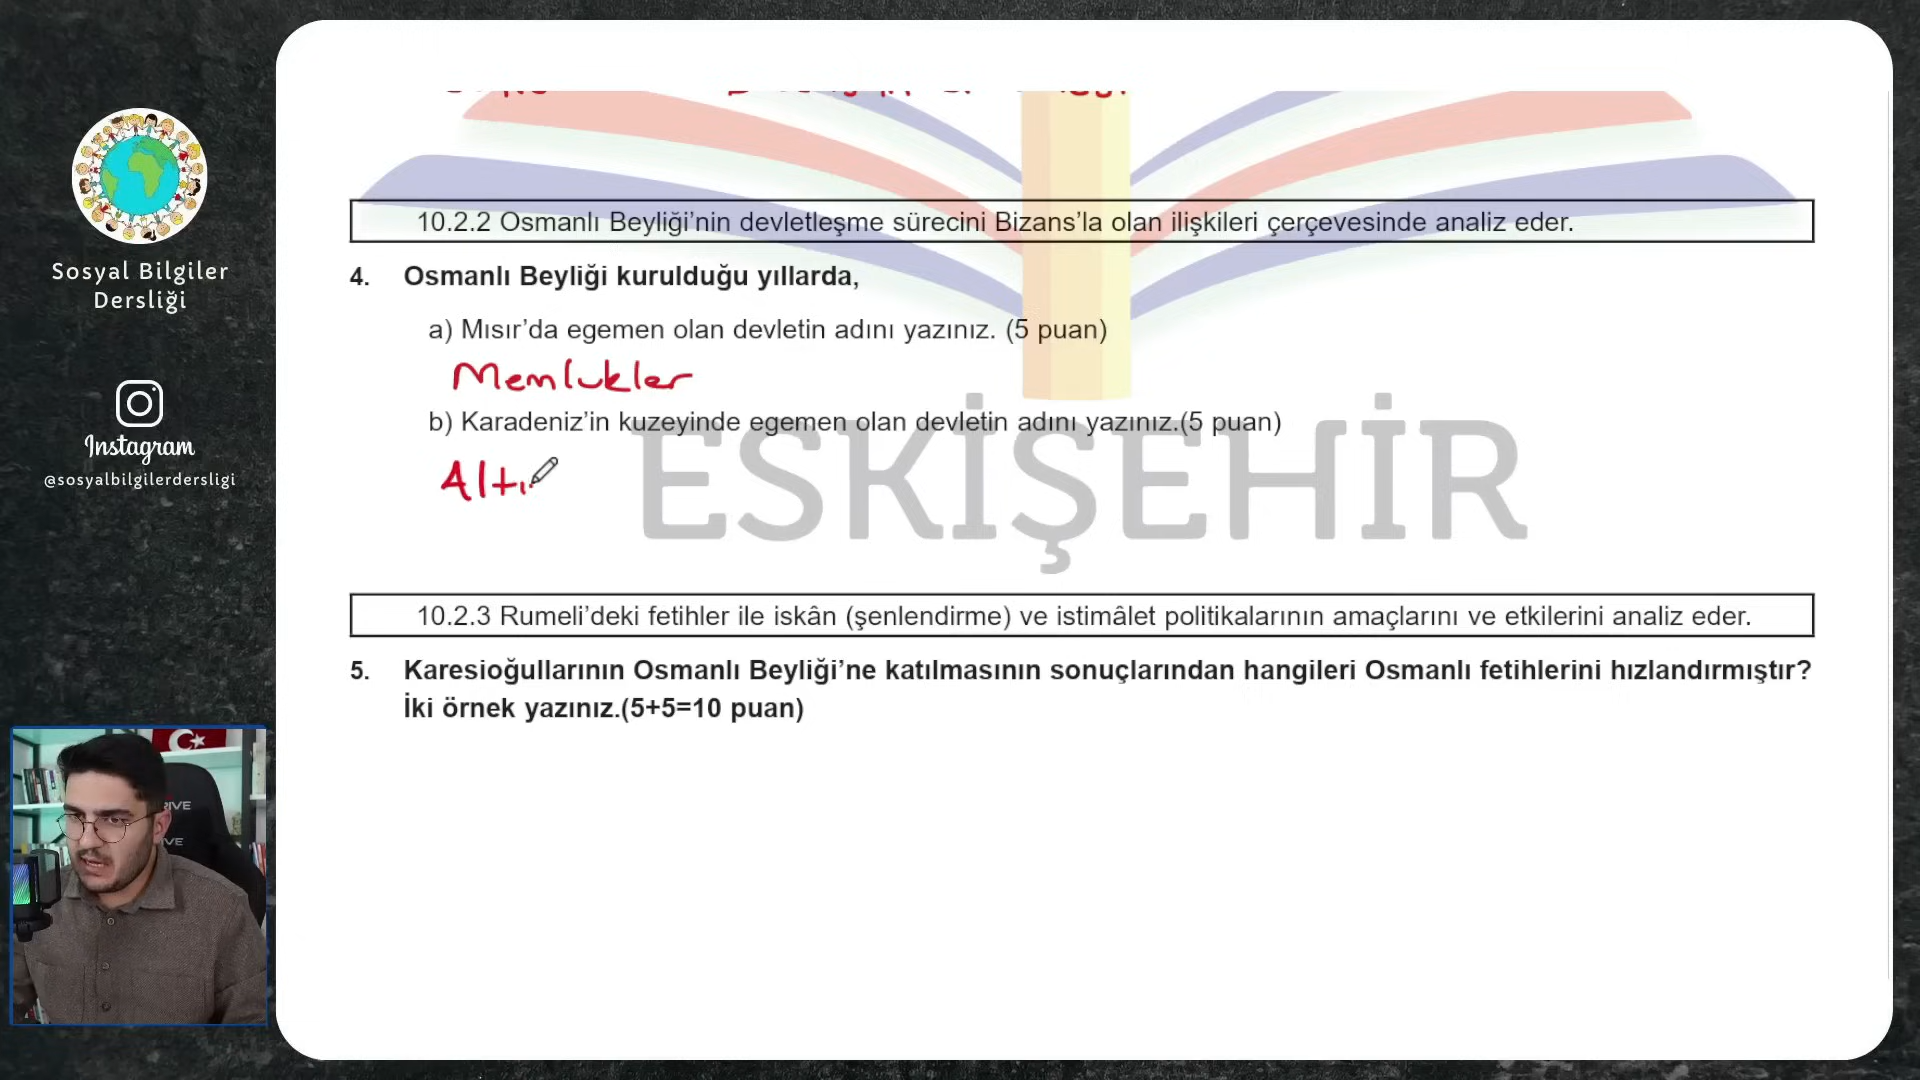 Sosyal Bilgiler
Dersliği
Instagram
@sosyalbilgilerdersligi
10.2.2 Osmanlı Beyliği’nin devletleşme sürecini Bizans’la olan ilişkileri çerçevesinde analiz eder.
4. Osmanlı Beyliği kurulduğu yıllarda,
a) Mısır’da egemen olan devletin adını yazınız. (5 puan)
Memlukler
b) Karadeniz’in kuzeyinde egemen olan devletin adını yazınız.(5 puan)
Altı
ESKİŞEHİR
10.2.3 Rumeli’deki fetihler ile iskân (şenlendirme) ve istimâlet politikalarının amaçlarını ve etkilerini analiz eder.
5. Karesioğullarının Osmanlı Beyliği’ne katılmasının sonuçlarından hangileri Osmanlı fetihlerini hızlandırmıştır?
İki örnek yazınız.(5+5=10 puan)